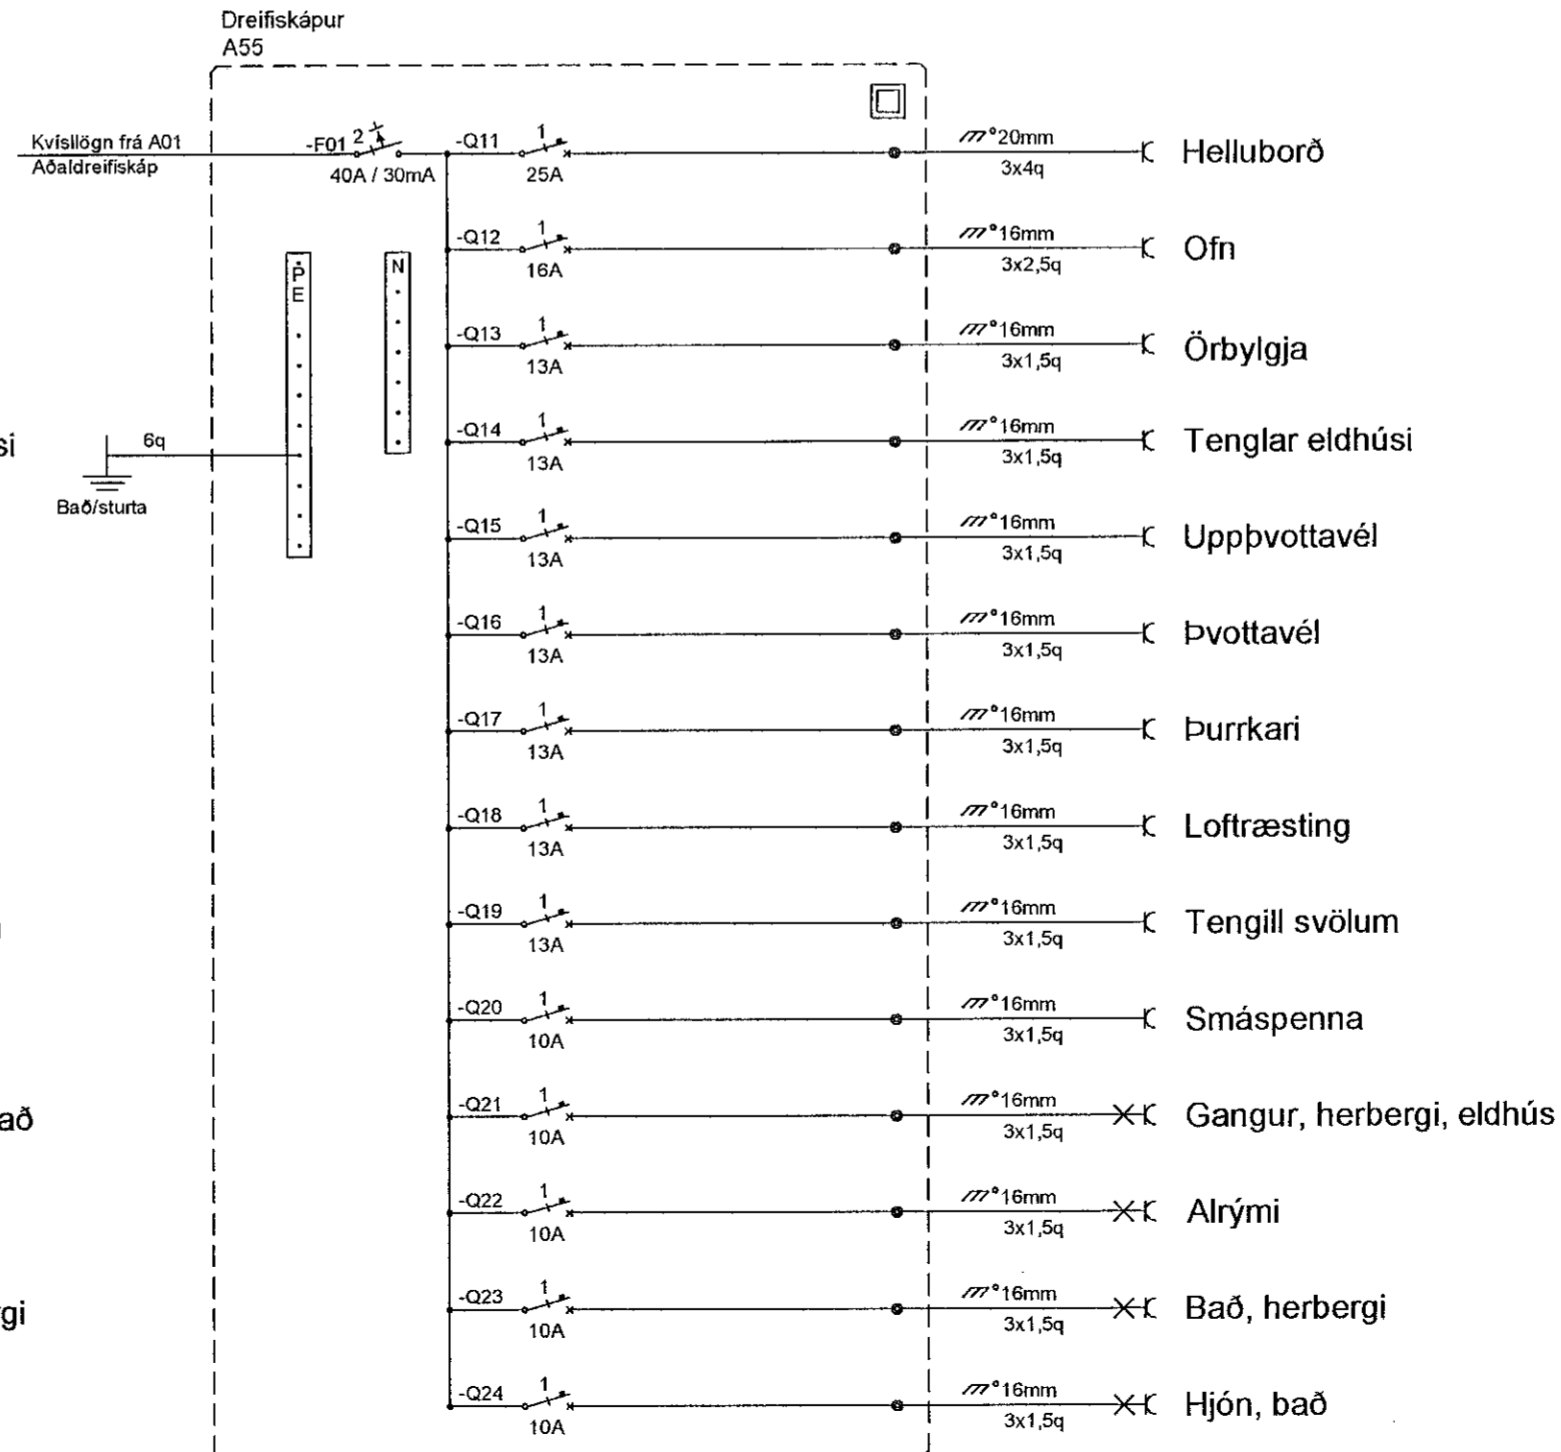 Dreifiskápur
A55
Kvísllögn frá A01
Aðaldreifiskáp
-F01 2
40A / 30mA
-Q11 1
25A
20mm
3x4q
Helluborð
-Q12 1
16A
16mm
3x2,5q
Ofn
PE
N
-Q13 1
13A
16mm
3x1,5q
Örbylgja
-Q14 1
13A
16mm
3x1,5q
Tenglar eldhúsi
6q
Bað/sturta
-Q15 1
13A
16mm
3x1,5q
Uppþvottavél
-Q16 1
13A
16mm
3x1,5q
Þvottavél
-Q17 1
13A
16mm
3x1,5q
Þurrkari
-Q18 1
13A
16mm
3x1,5q
Loftræsting
-Q19 1
13A
16mm
3x1,5q
Tengill svölum
-Q20 1
10A
16mm
3x1,5q
Smáspenna
-Q21 1
10A
16mm
3x1,5q
Gangur, herbergi, eldhús
-Q22 1
10A
16mm
3x1,5q
Alrými
-Q23 1
10A
16mm
3x1,5q
Bað, herbergi
-Q24 1
10A
16mm
3x1,5q
Hjón, bað